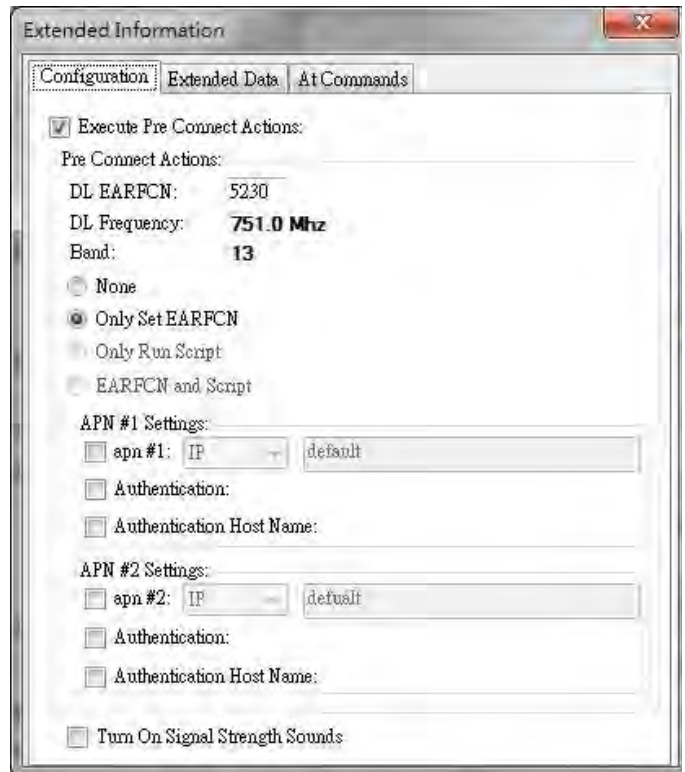 Extended Information
Configuration Extended Data At Commands
Execute Pre Connect Actions:
Pre Connect Actions:
DL EARFCN: 5230
DL Frequency: 751.0 Mhz
Band: 13
None
Only Set EARFCN
Only Run Script
EARFCN and Script
APN #1 Settings:
apn #1: IP default
Authentication:
Authentication Host Name:
APN #2 Settings:
apn #2: IP defualt
Authentication:
Authentication Host Name:
Turn On Signal Strength Sounds